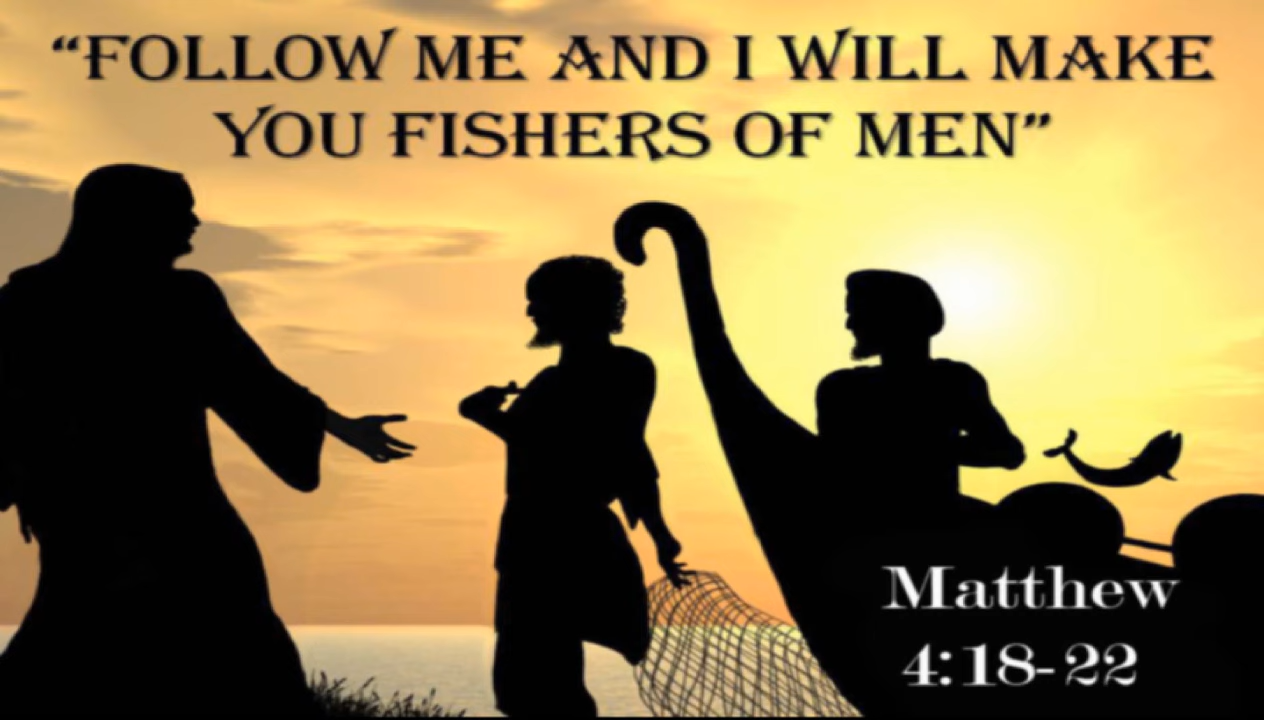 “FOLLOW ME AND I WILL MAKE
YOU FISHERS OF MEN”
Matthew
4:18-22